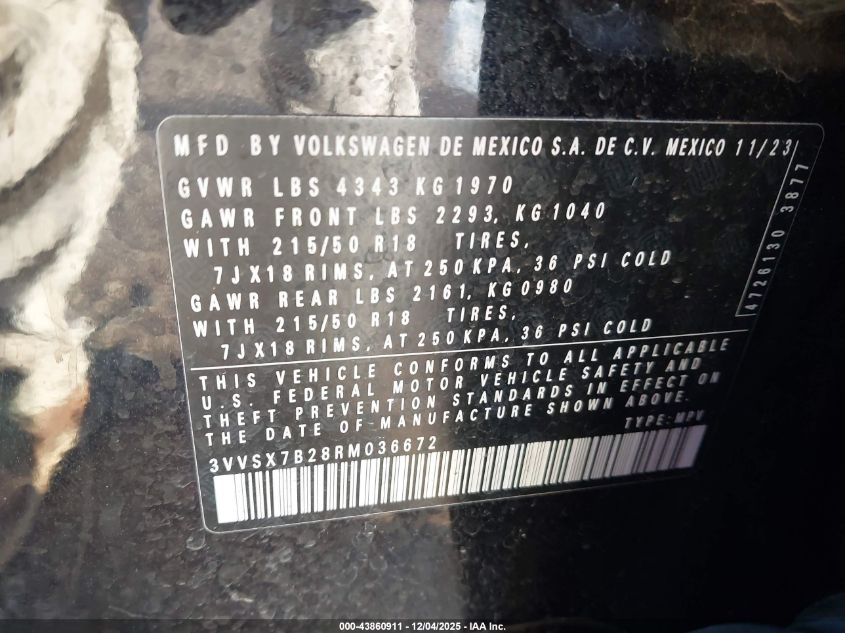 MFD BY VOLKSWAGEN DE MEXICO S.A. DE C.V. MEXICO 11/23
GVWR LBS 4343 KG 1970
GAWR FRONT LBS 2293, KG 1040
WITH 215/50 R18 TIRES,
7JX18 RIMS, AT 250 KPA, 36 PSI COLD
GAWR REAR LBS 2161, KG 0980
WITH 215/50 R18 TIRES,
7JX18 RIMS, AT 250 KPA, 36 PSI COLD
4726130 3877
THIS VEHICLE CONFORMS TO ALL APPLICABLE
U.S. FEDERAL MOTOR VEHICLE SAFETY AND
THEFT PREVENTION STANDARDS IN EFFECT ON
THE DATE OF MANUFACTURE SHOWN ABOVE.
TYPE: MPV
3VVSX7B28RM036672
000-43860911 - 12/04/2025 - IAA Inc.